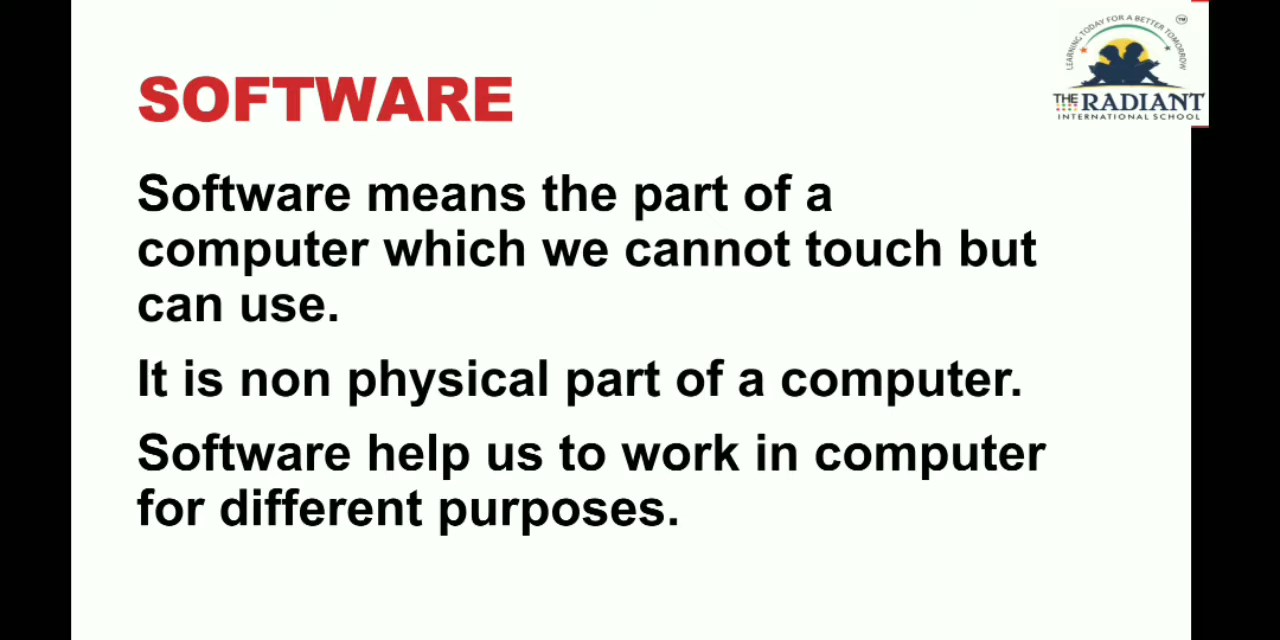 LEARNING TODAY FOR A BETTER TOMORROW
TM
THE RADIANT
INTERNATIONAL SCHOOL
SOFTWARE
Software means the part of a
computer which we cannot touch but
can use.
It is non physical part of a computer.
Software help us to work in computer
for different purposes.